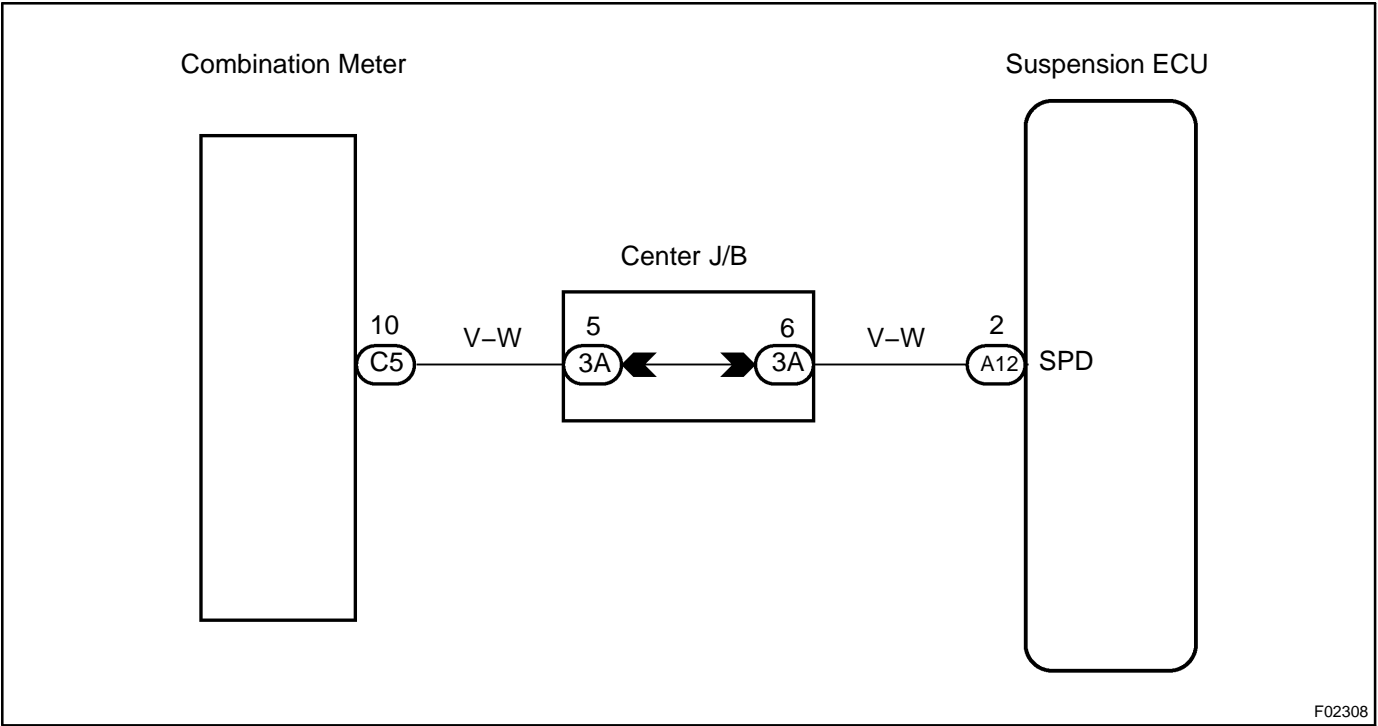 Combination Meter
Suspension ECU
Center J/B
10
V−W
5
6
V−W
2
C5
3A
3A
A12
SPD
F02308